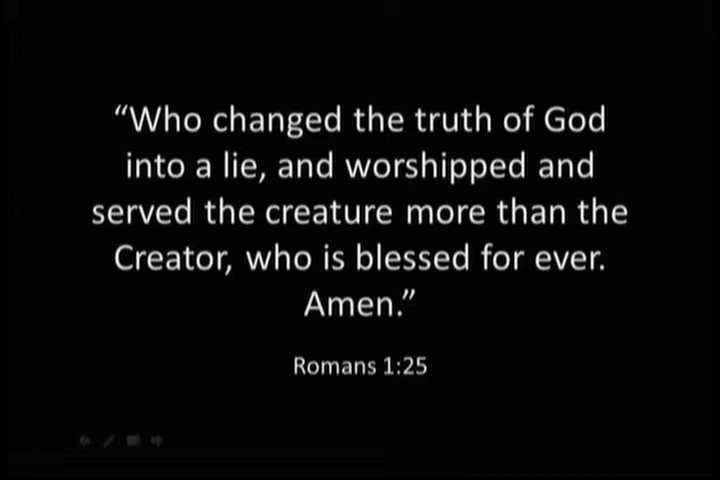 “Who changed the truth of God
into a lie, and worshipped and
served the creature more than the
Creator, who is blessed for ever.
Amen.”
Romans 1:25